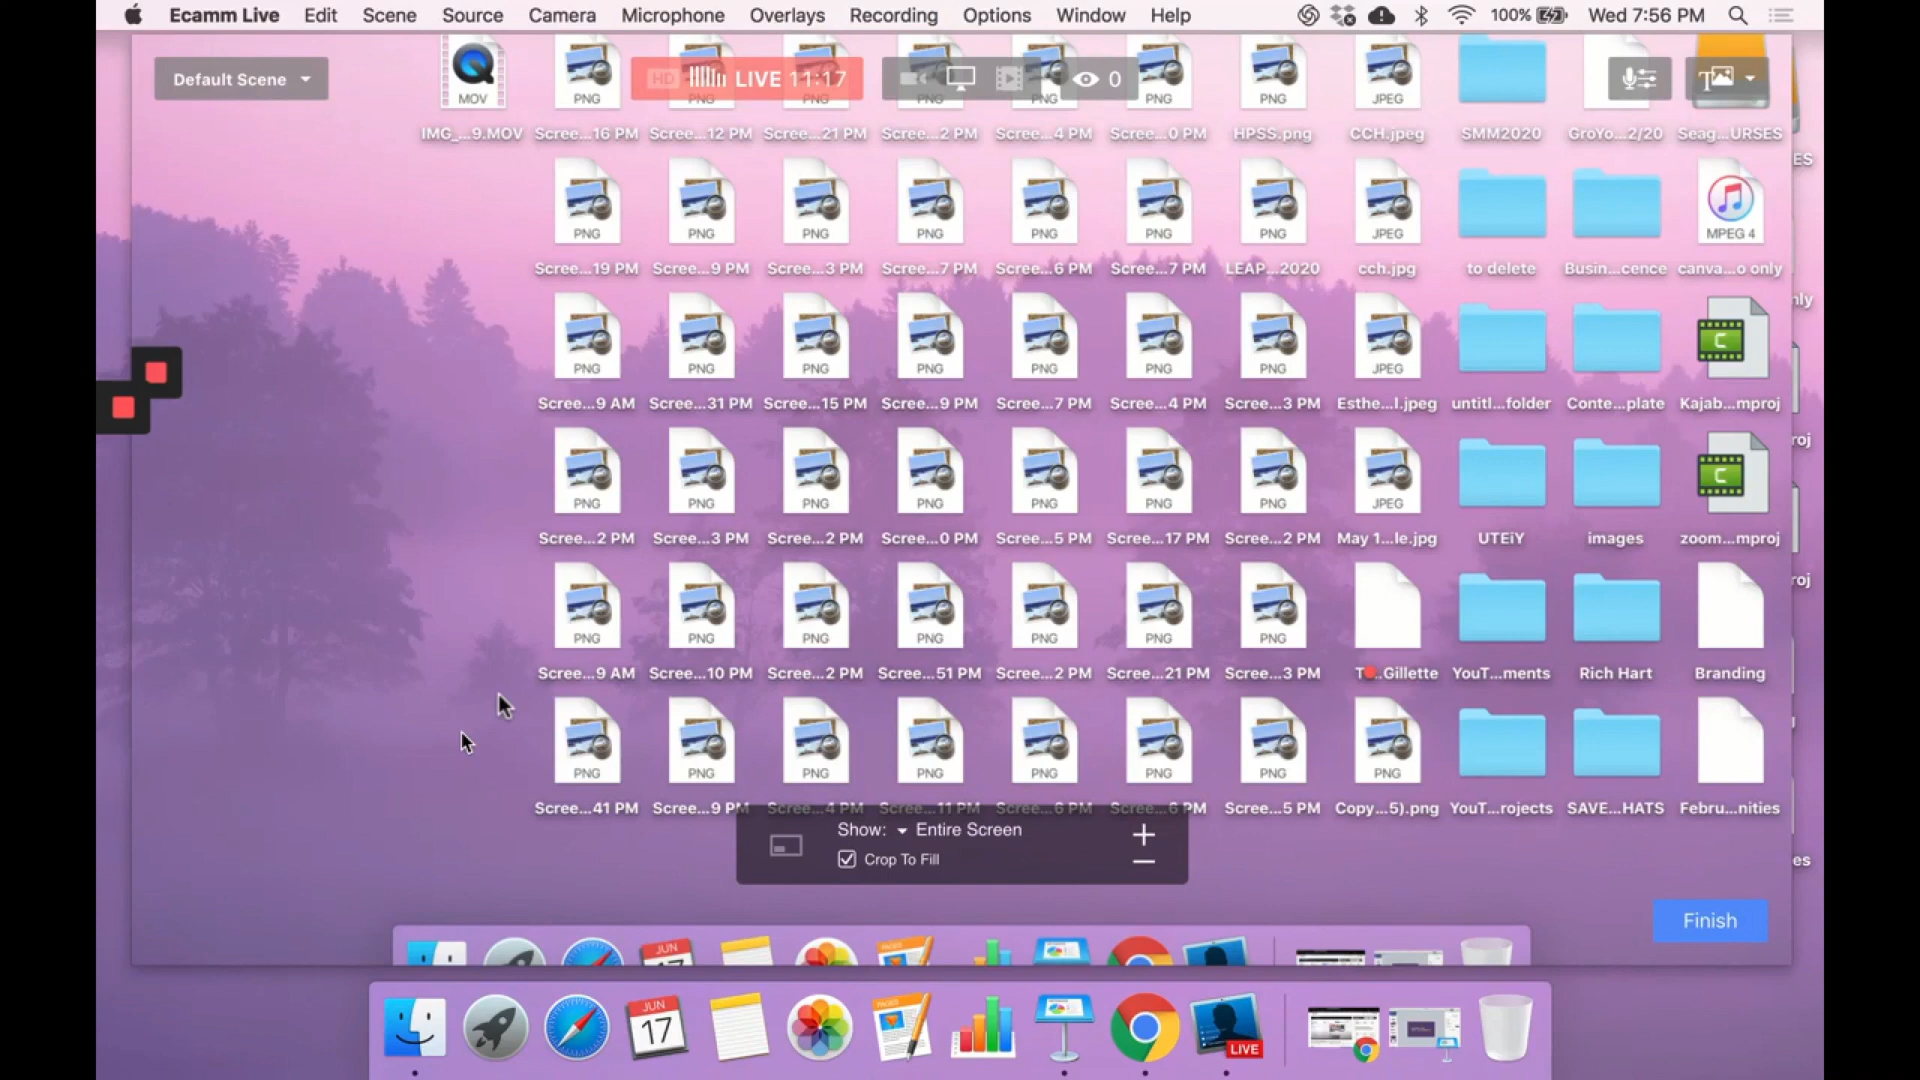 Ecamm Live Edit Scene Source Camera Microphone Overlays Recording Options Window Help 100% Wed 7:56 PM
Default Scene HD LIVE 11:17 0 T
MOV PNG PNG PNG PNG PNG PNG PNG JPEG
IMG_...9.MOV Scree...16 PM Scree...12 PM Scree...21 PM Scree...2 PM Scree...4 PM Scree...0 PM HPSS.png CCH.jpeg SMM2020 GroYo...2/20 Seag...URSES ES
PNG PNG PNG PNG PNG PNG PNG JPEG MPEG 4
Scree...19 PM Scree...9 PM Scree...3 PM Scree...7 PM Scree...6 PM Scree...7 PM LEAP...2020 cch.jpg to delete Busin...cence canva...o only
nly
PNG PNG PNG PNG PNG PNG PNG JPEG C
Scree...9 AM Scree...31 PM Scree...15 PM Scree...9 PM Scree...7 PM Scree...4 PM Scree...3 PM Esthe...l.jpeg untitl...folder Conte...plate Kajab...mproj
roj
PNG PNG PNG PNG PNG PNG PNG JPEG C
Scree...2 PM Scree...3 PM Scree...2 PM Scree...0 PM Scree...5 PM Scree...17 PM Scree...2 PM May 1...le.jpg UTEiY images zoom...mproj
roj
PNG PNG PNG PNG PNG PNG PNG
Scree...9 AM Scree...10 PM Scree...2 PM Scree...51 PM Scree...2 PM Scree...21 PM Scree...3 PM ...Gillette YouT...ments Rich Hart Branding
PNG PNG PNG PNG PNG PNG PNG PNG
Scree...41 PM Scree...9 PM Scree...4 PM Scree...11 PM Scree...6 PM Scree...6 PM Scree...5 PM Copy...5).png YouT...rojects SAVE...HATS Febru...nities
Show: Entire Screen
Crop To Fill
es
Finish
JUN PAGES
17
JUN PAGES
17
LIVE